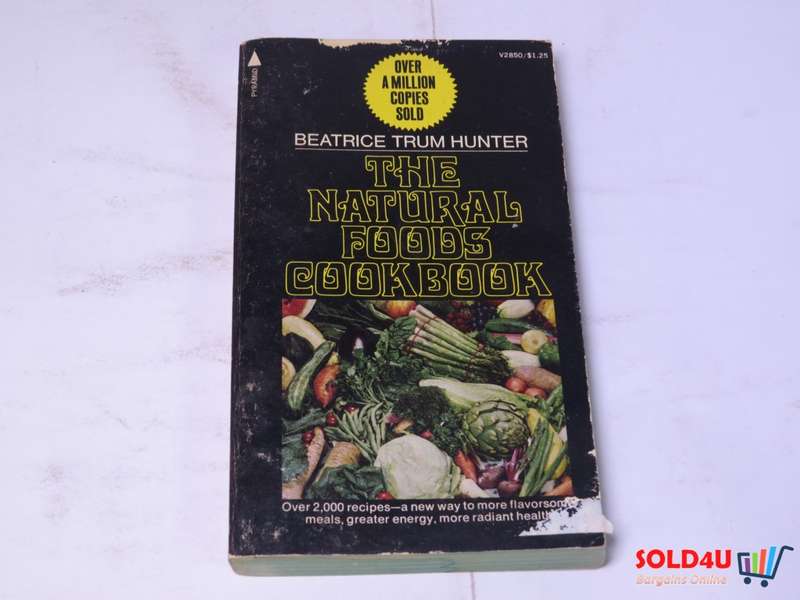 PYRAMID
V2850/$1.25
OVER
A MILLION
COPIES
SOLD
BEATRICE TRUM HUNTER
THE
NATURAL
FOODS
COOKBOOK
Over 2,000 recipes—a new way to more flavorsom
meals, greater energy, more radiant healt
SOLD4U
Bargains Online